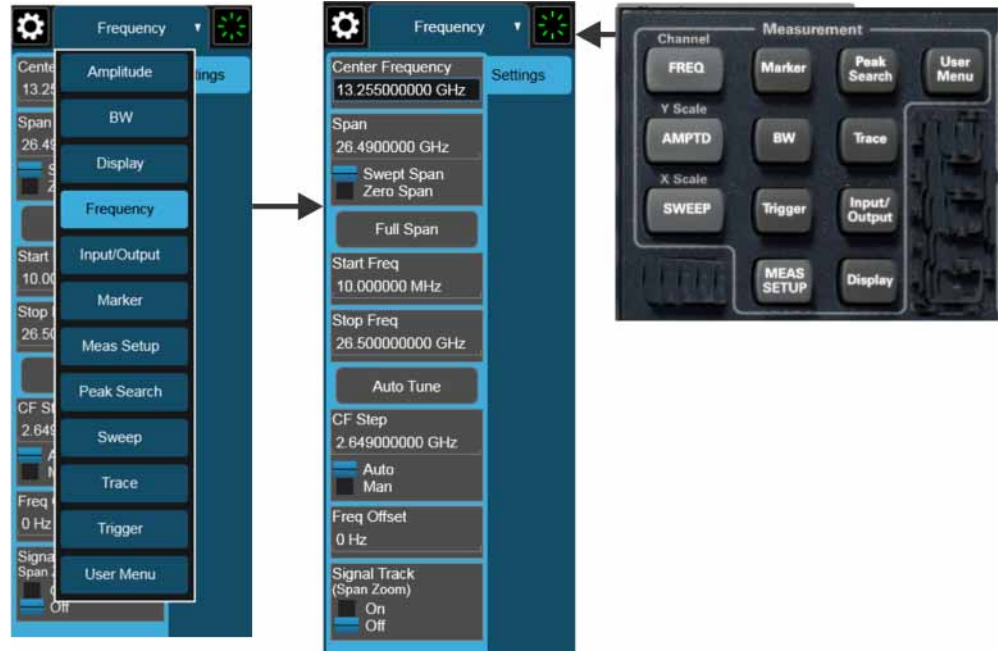 Frequency
Cente
13.25
Span
26.49
Start
10.00
Stop
26.50
CF St
2.649
Freq
0 Hz
Signa
Span
Off
tings
Amplitude
BW
Display
Frequency
Input/Output
Marker
Meas Setup
Peak Search
Sweep
Trace
Trigger
User Menu
Frequency
Settings
Center Frequency
13.255000000 GHz
Span
26.4900000 GHz
Swept Span
Zero Span
Full Span
Start Freq
10.000000 MHz
Stop Freq
26.500000000 GHz
Auto Tune
CF Step
2.649000000 GHz
Auto
Man
Freq Offset
0 Hz
Signal Track
(Span Zoom)
On
Off
Measurement
Channel
FREQ
Marker
Peak
Search
User
Menu
Y Scale
AMPTD
BW
Trace
X Scale
SWEEP
Trigger
Input/
Output
MEAS
SETUP
Display